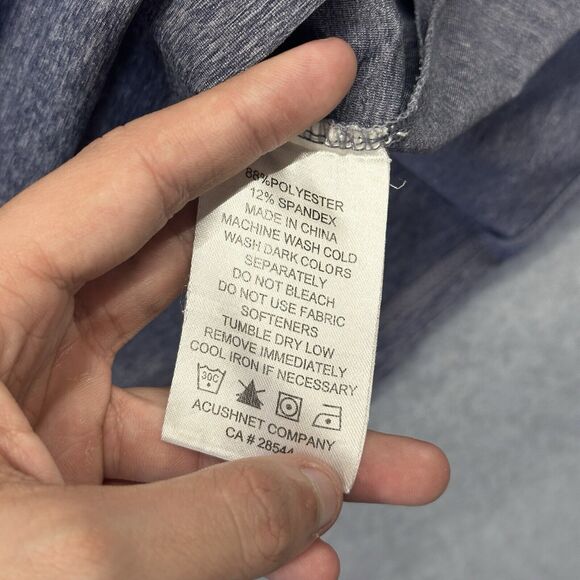 88%POLYESTER
12% SPANDEX
MADE IN CHINA
MACHINE WASH COLD
WASH DARK COLORS
SEPARATELY
DO NOT BLEACH
DO NOT USE FABRIC
SOFTENERS
TUMBLE DRY LOW
REMOVE IMMEDIATELY
COOL IRON IF NECESSARY
30C
ACUSHNET COMPANY
CA # 28544